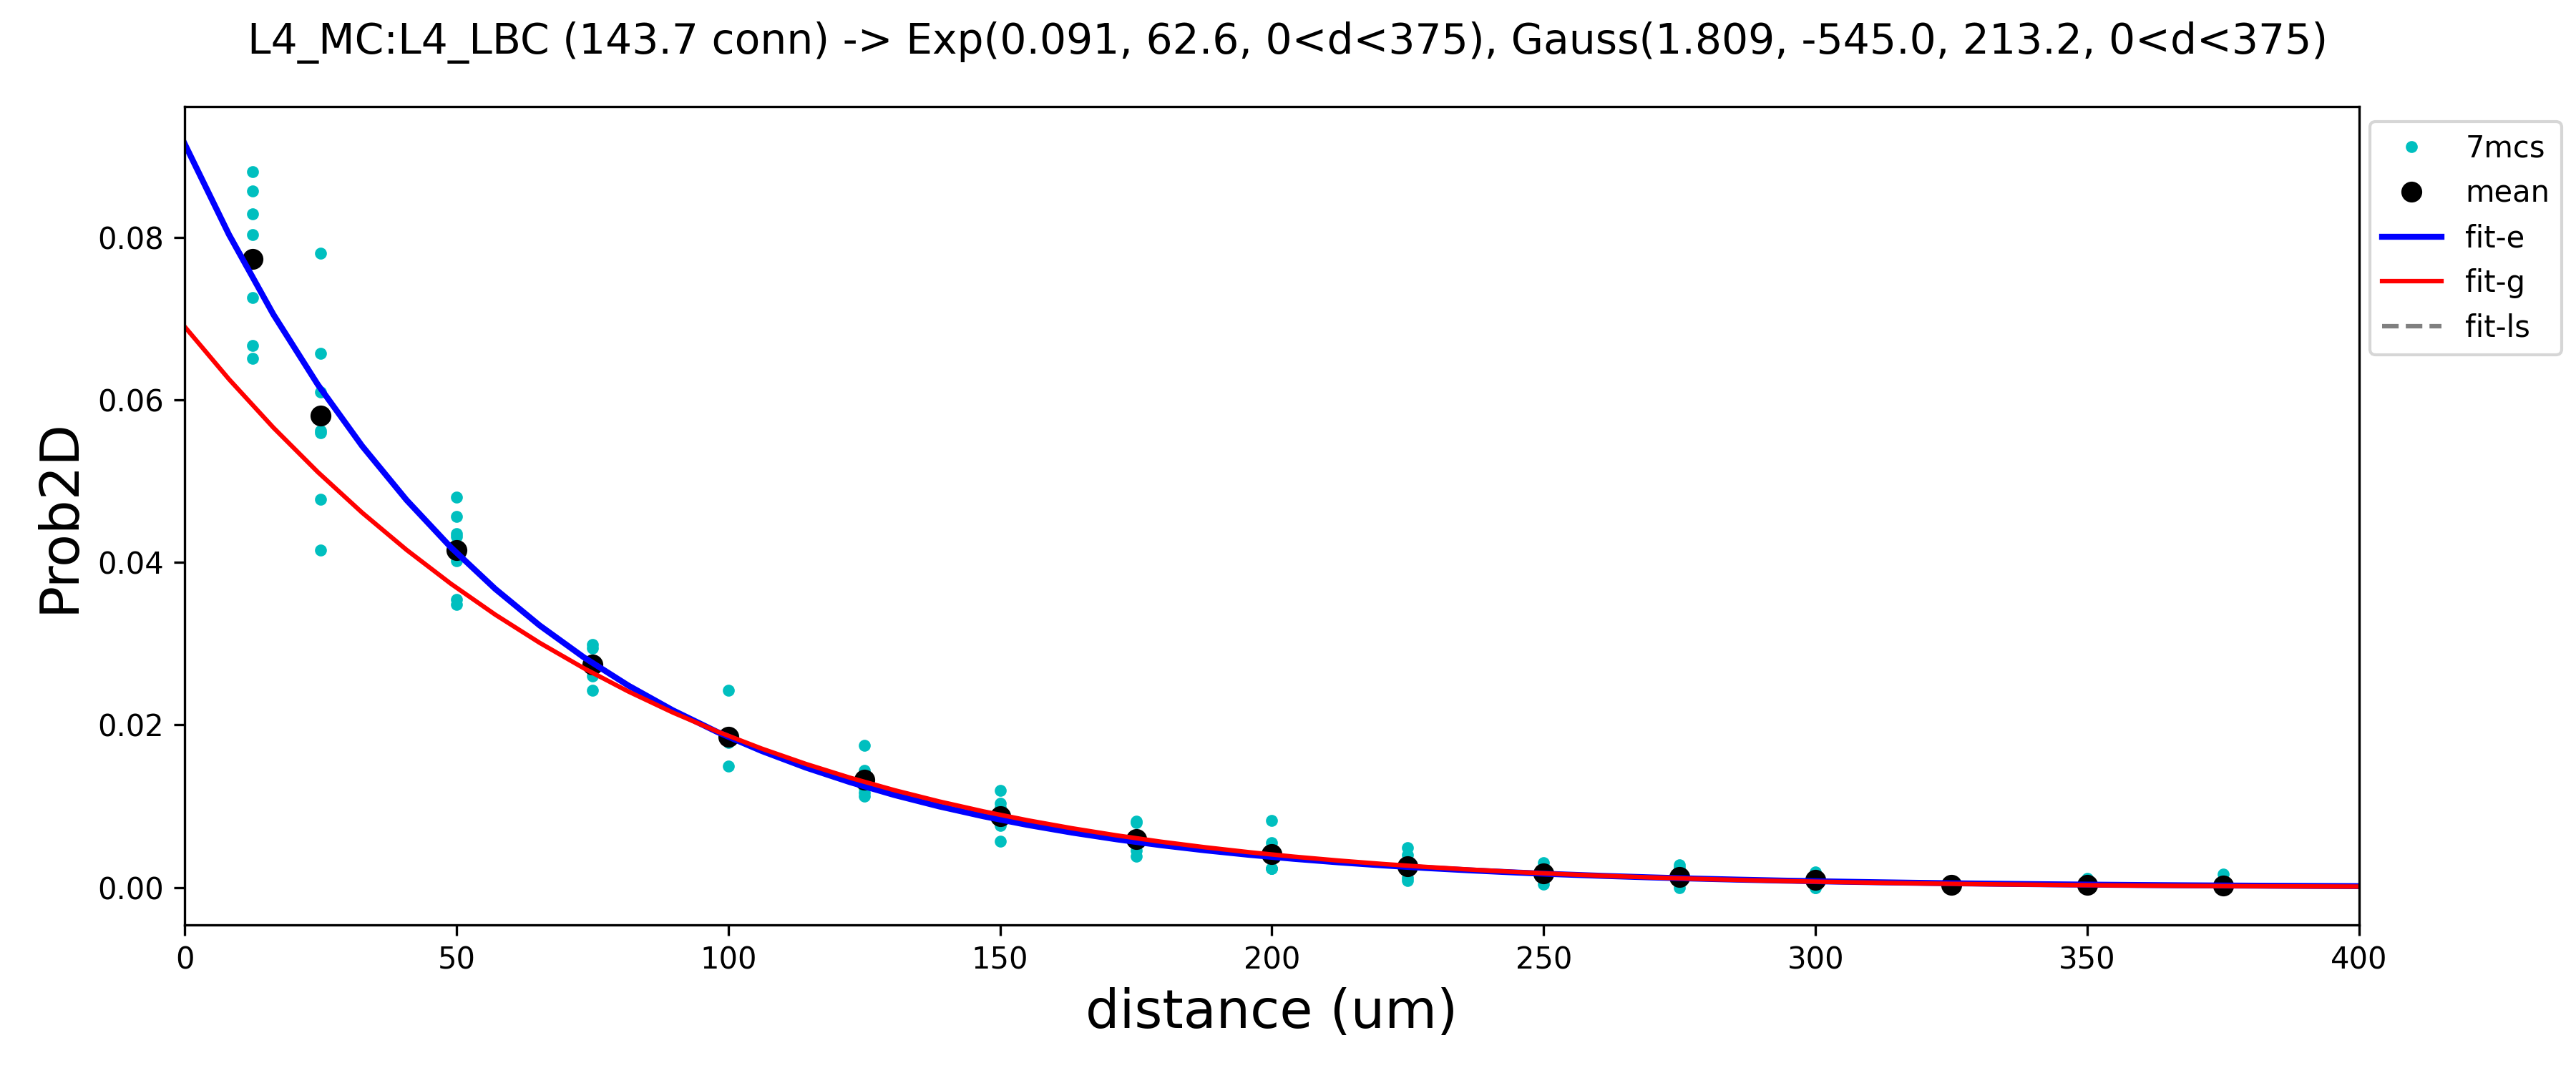 L4_MC:L4_LBC (143.7 conn) -> Exp(0.091, 62.6, 0<d<375), Gauss(1.809, -545.0, 213.2, 0<d<375)
7mcs
mean
fit-e
fit-g
fit-ls
Prob2D
0.08
0.06
0.04
0.02
0.00
0 50 100 150 200 250 300 350 400
distance (um)